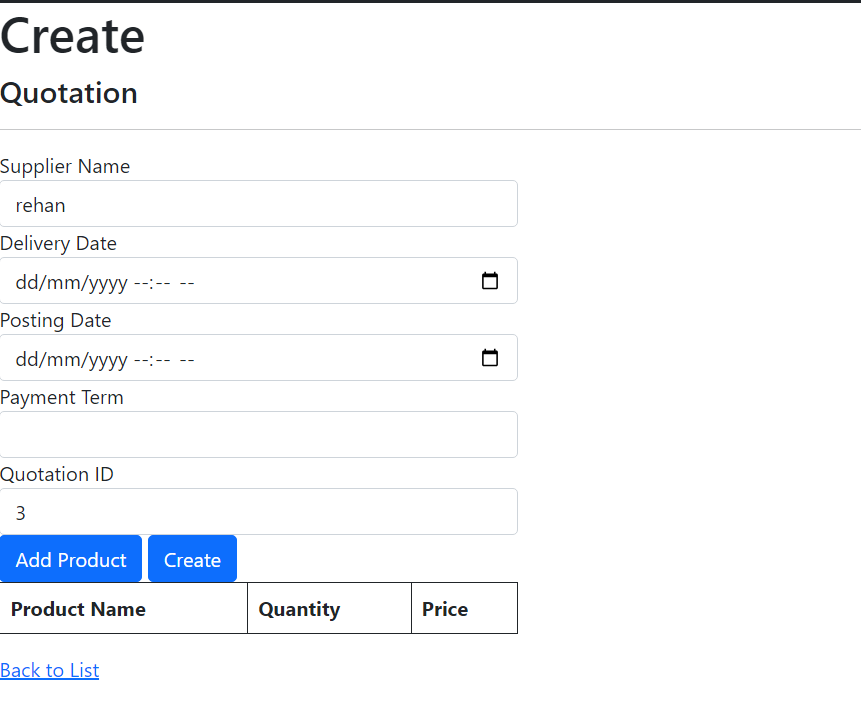 Create
Quotation
Supplier Name
rehan
Delivery Date
dd/mm/yyyy --:-- --
Posting Date
dd/mm/yyyy --:-- --
Payment Term
Quotation ID
3
Add Product Create
Product Name Quantity Price
Back to List